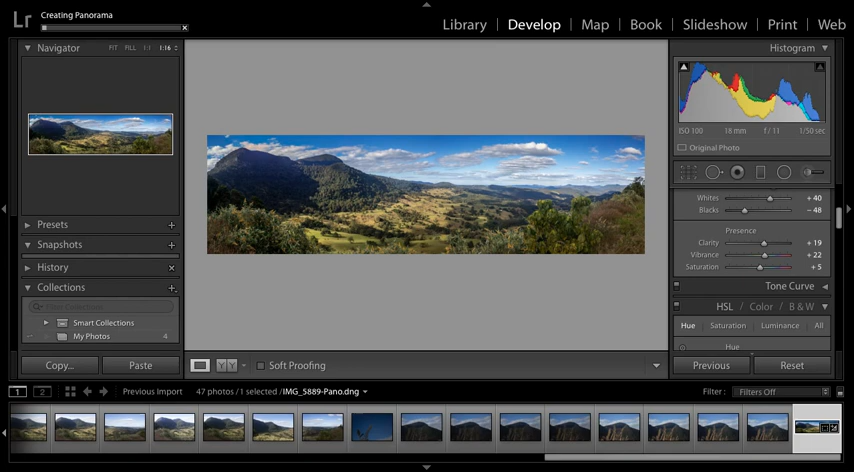 Lr
Creating Panorama
Library | Develop | Map | Book | Slideshow | Print | Web
Navigator FIT FILL 1:1 1:16
Histogram
ISO 100 18 mm f / 11 1/50 sec
Original Photo
Whites + 40
Blacks − 48
Presence
Clarity + 19
Vibrance + 22
Saturation + 5
Tone Curve
HSL / Color / B & W
Hue Saturation Luminance All
Hue
Presets
Snapshots
History
Collections
Filter Collections
Smart Collections
My Photos 4
Copy... Paste
Y Y Soft Proofing
Previous Reset
1 2 Previous Import 47 photos / 1 selected / IMG_5889-Pano.dng Filter : Filters Off